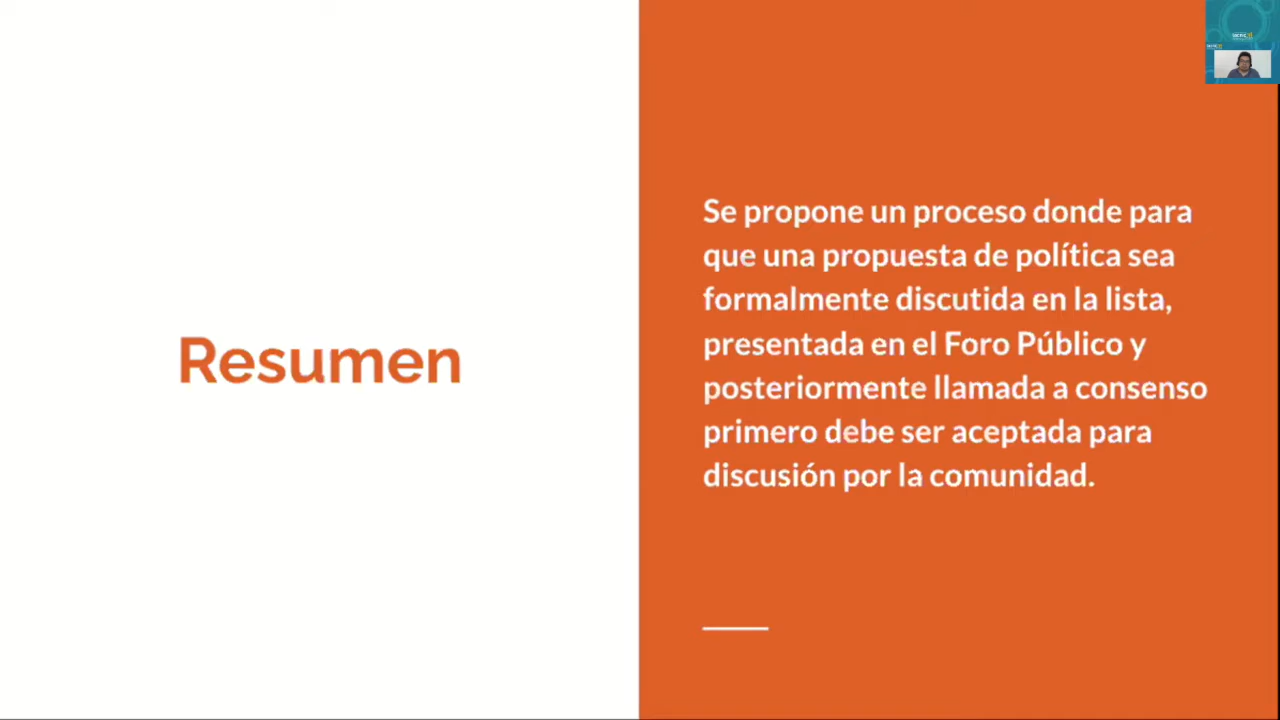 Resumen
Se propone un proceso donde para
que una propuesta de política sea
formalmente discutida en la lista,
presentada en el Foro Público y
posteriormente llamada a consenso
primero debe ser aceptada para
discusión por la comunidad.